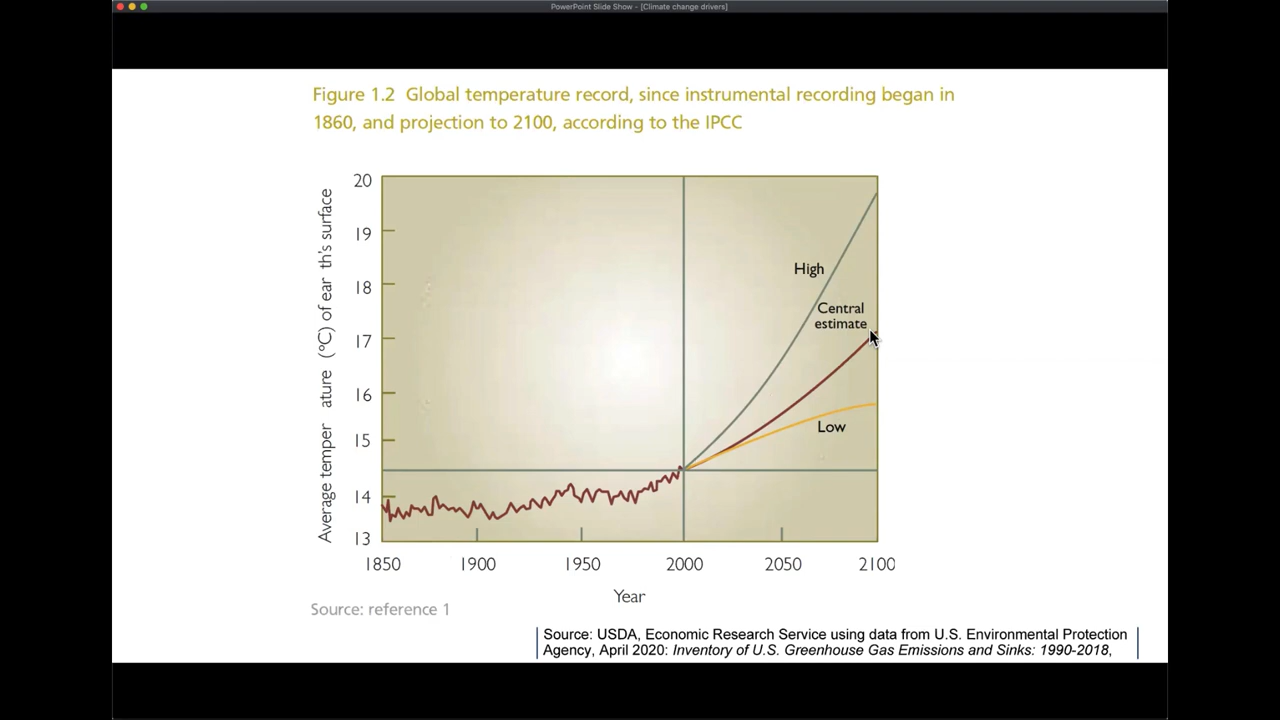 PowerPoint Slide Show - [Climate change drivers]
Figure 1.2 Global temperature record, since instrumental recording began in
1860, and projection to 2100, according to the IPCC
Average temper ature (°C) of ear th's surface
20
19
18
17
16
15
14
13
High
Central
estimate
Low
1850 1900 1950 2000 2050 2100
Year
Source: reference 1
Source: USDA, Economic Research Service using data from U.S. Environmental Protection
Agency, April 2020: Inventory of U.S. Greenhouse Gas Emissions and Sinks: 1990-2018,